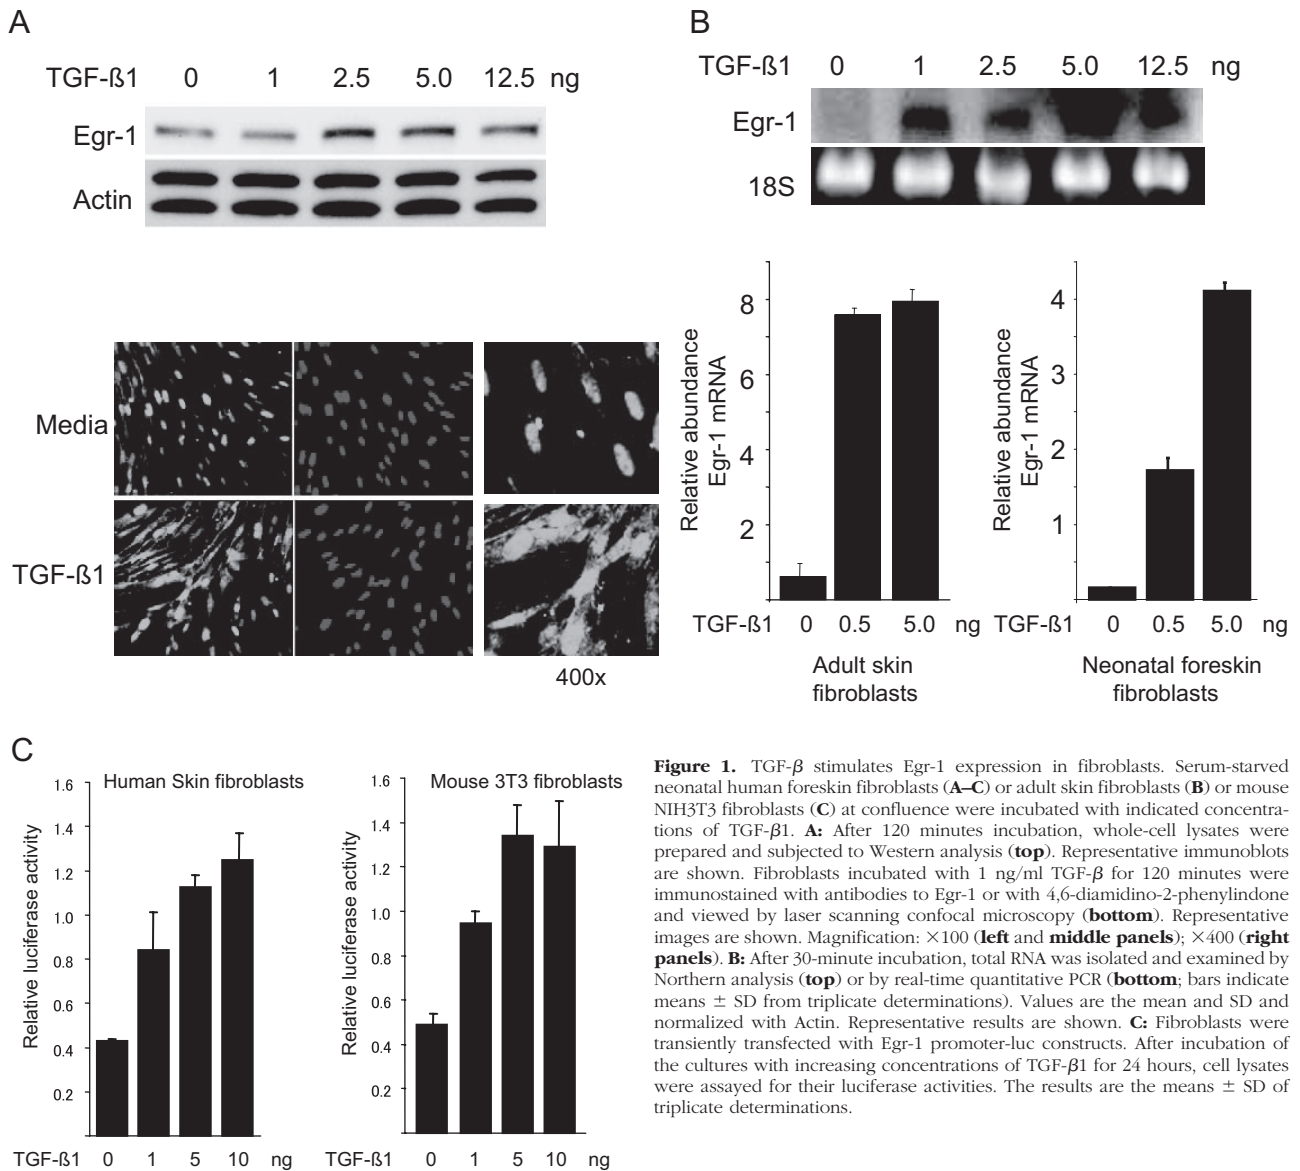 A
TGF-ß1 0 1 2.5 5.0 12.5 ng
Egr-1
Actin
Media
TGF-ß1
400x
B
TGF-ß1 0 1 2.5 5.0 12.5 ng
Egr-1
18S
Relative abundance
Egr-1 mRNA
8
6
4
2
TGF-ß1 0 0.5 5.0 ng
Adult skin
fibroblasts
Relative abundance
Egr-1 mRNA
4
3
2
1
TGF-ß1 0 0.5 5.0 ng
Neonatal foreskin
fibroblasts
C
Human Skin fibroblasts
Relative luciferase activity
1.6
1.4
1.2
1.0
0.8
0.6
0.4
0.2
TGF-ß1 0 1 5 10 ng
Mouse 3T3 fibroblasts
Relative luciferase activity
1.6
1.4
1.2
1.0
0.8
0.6
0.4
0.2
TGF-ß1 0 1 5 10 ng
Figure 1. TGF-β stimulates Egr-1 expression in fibroblasts. Serum-starved
neonatal human foreskin fibroblasts (A–C) or adult skin fibroblasts (B) or mouse
NIH3T3 fibroblasts (C) at confluence were incubated with indicated concentra-
tions of TGF-β1. A: After 120 minutes incubation, whole-cell lysates were
prepared and subjected to Western analysis (top). Representative immunoblots
are shown. Fibroblasts incubated with 1 ng/ml TGF-β for 120 minutes were
immunostained with antibodies to Egr-1 or with 4,6-diamidino-2-phenylindone
and viewed by laser scanning confocal microscopy (bottom). Representative
images are shown. Magnification: ×100 (left and middle panels); ×400 (right
panels). B: After 30-minute incubation, total RNA was isolated and examined by
Northern analysis (top) or by real-time quantitative PCR (bottom; bars indicate
means ± SD from triplicate determinations). Values are the mean and SD and
normalized with Actin. Representative results are shown. C: Fibroblasts were
transiently transfected with Egr-1 promoter-luc constructs. After incubation of
the cultures with increasing concentrations of TGF-β1 for 24 hours, cell lysates
were assayed for their luciferase activities. The results are the means ± SD of
triplicate determinations.